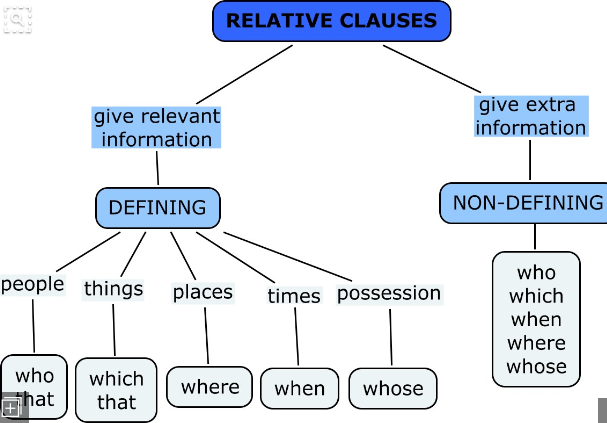 RELATIVE CLAUSES
give relevant
information
give extra
information
DEFINING
NON-DEFINING
people
things
places
times
possession
who
that
which
that
where
when
whose
who
which
when
where
whose